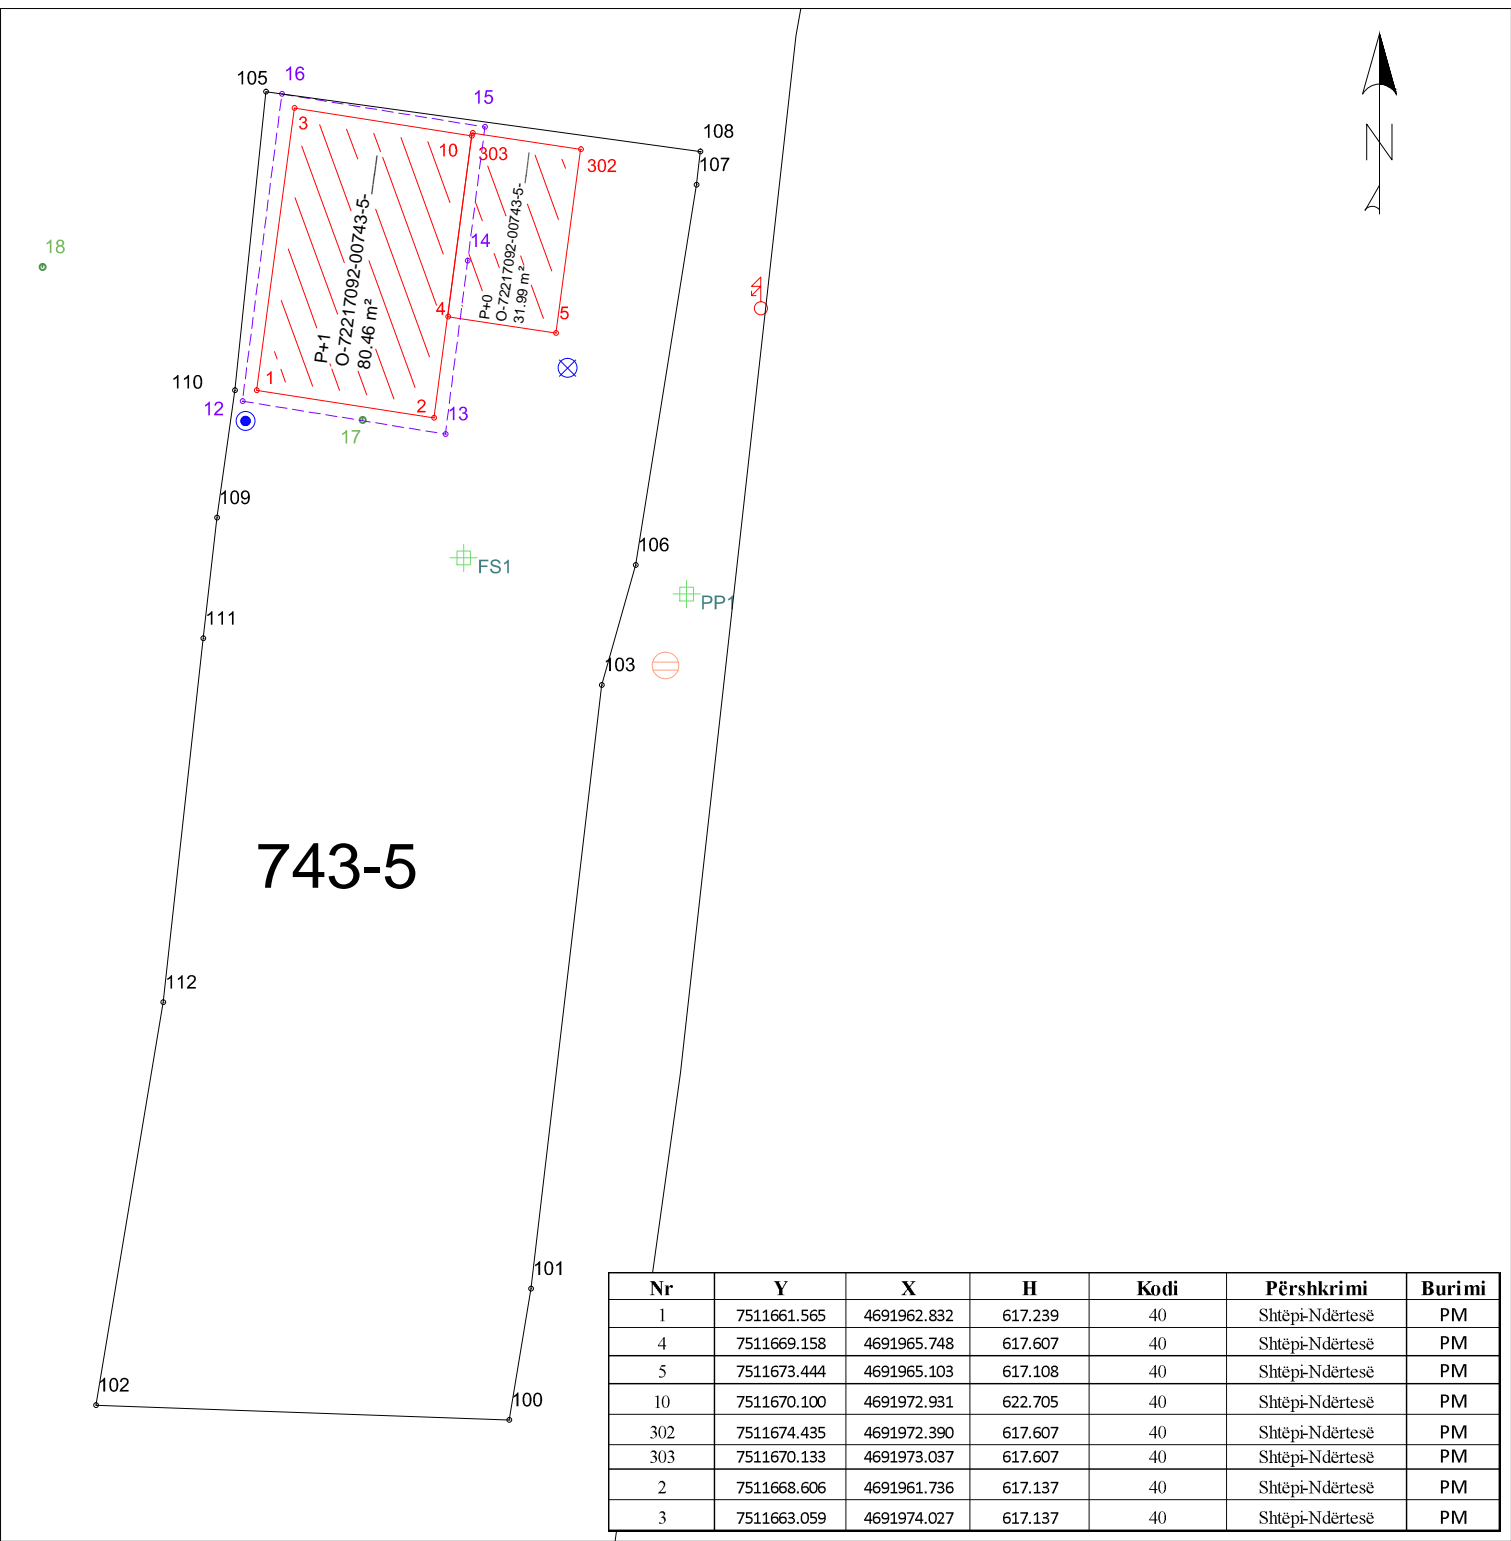 105
16
15
108
107
3
10
303
302
N
18
P+1
O-72217092-00743-5-
80.46 m²
P+0
O-72217092-00743-5-
31.99 m²
14
4
5
1
2
110
12
13
17
109
106
FS1
PP1
111
103
743-5
112
101
102
100
Nr Y X H Kodi Përshkrimi Burimi
1 7511661.565 4691962.832 617.239 40 Shtëpi-Ndërtesë PM
4 7511669.158 4691965.748 617.607 40 Shtëpi-Ndërtesë PM
5 7511673.444 4691965.103 617.108 40 Shtëpi-Ndërtesë PM
10 7511670.100 4691972.931 622.705 40 Shtëpi-Ndërtesë PM
302 7511674.435 4691972.390 617.607 40 Shtëpi-Ndërtesë PM
303 7511670.133 4691973.037 617.607 40 Shtëpi-Ndërtesë PM
2 7511668.606 4691961.736 617.137 40 Shtëpi-Ndërtesë PM
3 7511663.059 4691974.027 617.137 40 Shtëpi-Ndërtesë PM